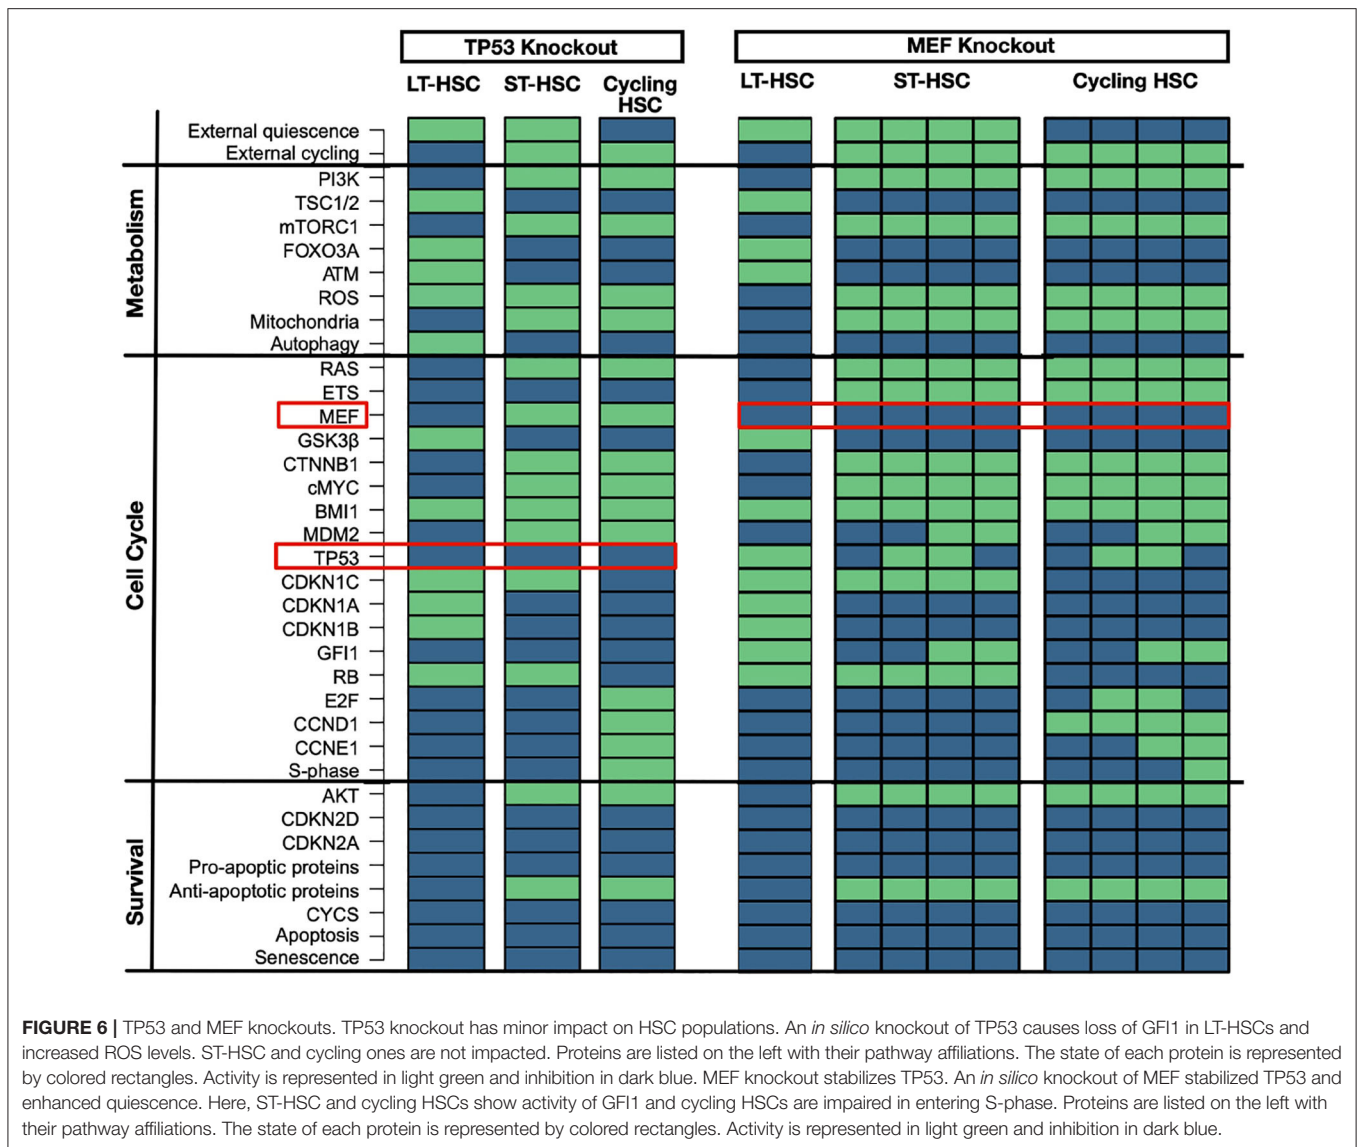 TP53 Knockout
MEF Knockout
LT-HSC
ST-HSC
Cycling
HSC
LT-HSC
ST-HSC
Cycling HSC
External quiescence
External cycling
Metabolism
PI3K
TSC1/2
mTORC1
FOXO3A
ATM
ROS
Mitochondria
Autophagy
Cell Cycle
RAS
ETS
MEF
GSK3β
CTNNB1
cMYC
BMI1
MDM2
TP53
CDKN1C
CDKN1A
CDKN1B
GFI1
RB
E2F
CCND1
CCNE1
S-phase
Survival
AKT
CDKN2D
CDKN2A
Pro-apoptic proteins
Anti-apoptotic proteins
CYCS
Apoptosis
Senescence
FIGURE 6 | TP53 and MEF knockouts. TP53 knockout has minor impact on HSC populations. An in silico knockout of TP53 causes loss of GFI1 in LT-HSCs and
increased ROS levels. ST-HSC and cycling ones are not impacted. Proteins are listed on the left with their pathway affiliations. The state of each protein is represented
by colored rectangles. Activity is represented in light green and inhibition in dark blue. MEF knockout stabilizes TP53. An in silico knockout of MEF stabilized TP53 and
enhanced quiescence. Here, ST-HSC and cycling HSCs show activity of GFI1 and cycling HSCs are impaired in entering S-phase. Proteins are listed on the left with
their pathway affiliations. The state of each protein is represented by colored rectangles. Activity is represented in light green and inhibition in dark blue.